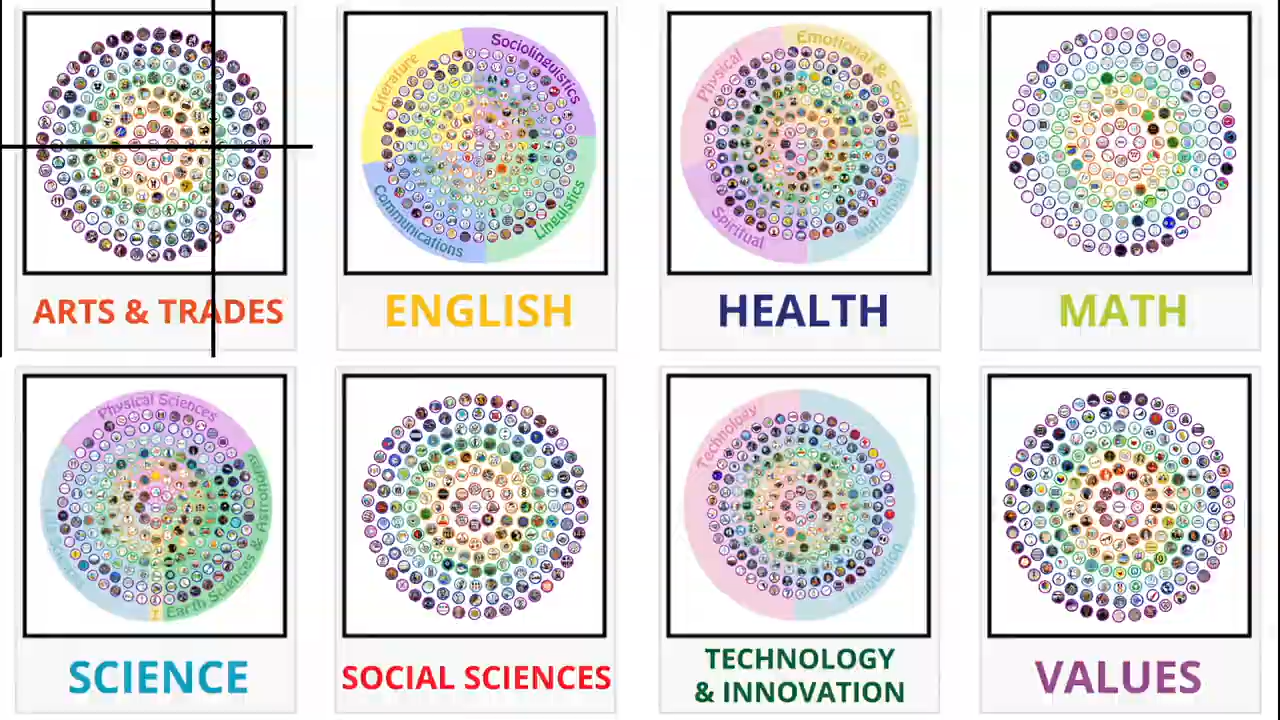 Literature
Sociolinguistics
Communications
Linguistics
Physical
Emotional & Social
Spiritual
Nutritional
ARTS & TRADES
ENGLISH
HEALTH
MATH
Physical Sciences
Earth Sciences & Astronomy
Technology
Innovation
SCIENCE
SOCIAL SCIENCES
TECHNOLOGY
& INNOVATION
VALUES